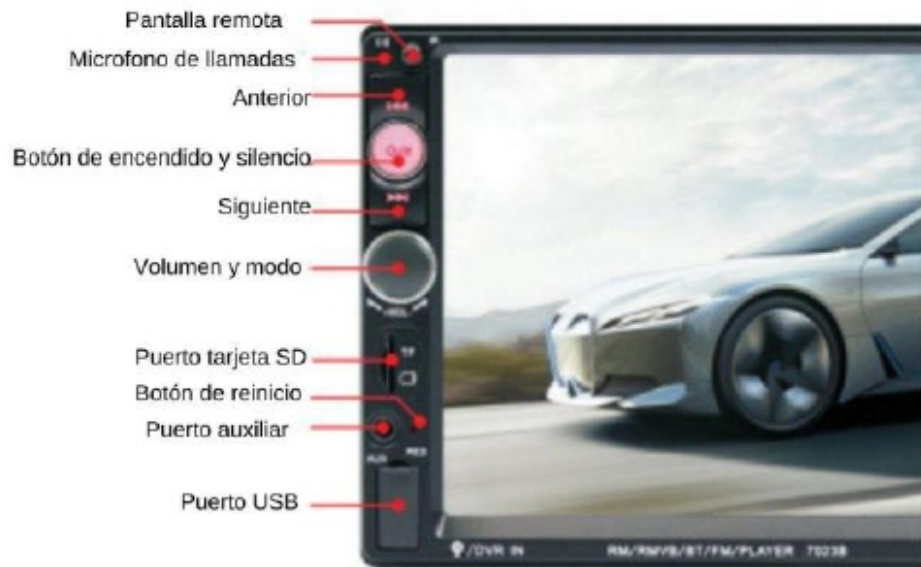 Pantalla remota
Microfono de llamadas
Anterior
Botón de encendido y silencio
Siguiente
Volumen y modo
Puerto tarjeta SD
TF
Botón de reinicio
Puerto auxiliar
AUX
RES
Puerto USB
/DVR IN
RM/RMVB/BT/FM/PLAYER 7023B